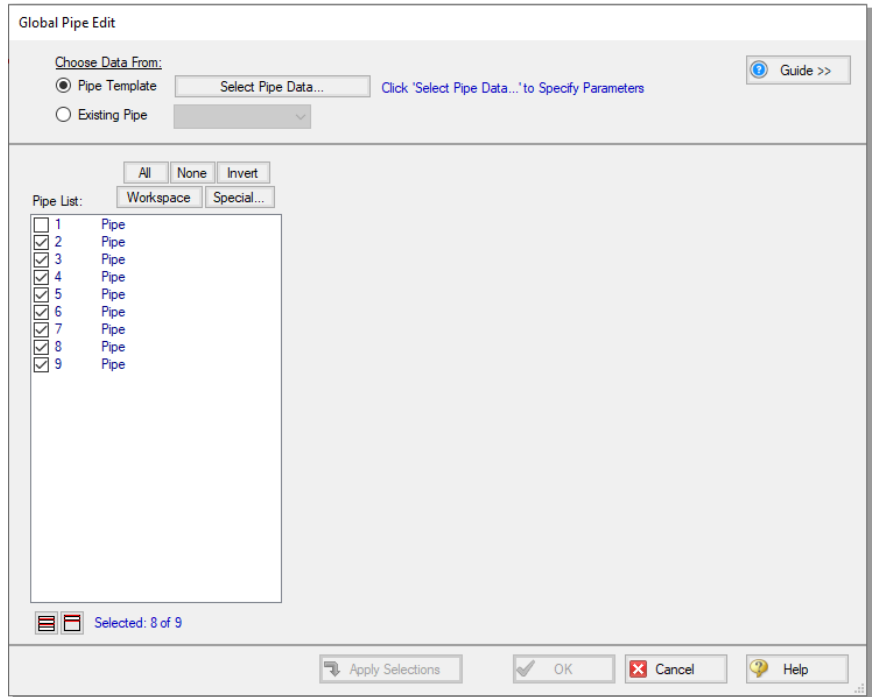 Global Pipe Edit
Choose Data From:
Pipe Template
Select Pipe Data...
Click 'Select Pipe Data...' to Specify Parameters
Guide >>
Existing Pipe
All
None
Invert
Pipe List:
Workspace
Special...
1 Pipe
2 Pipe
3 Pipe
4 Pipe
5 Pipe
6 Pipe
7 Pipe
8 Pipe
9 Pipe
Selected: 8 of 9
Apply Selections
OK
Cancel
Help